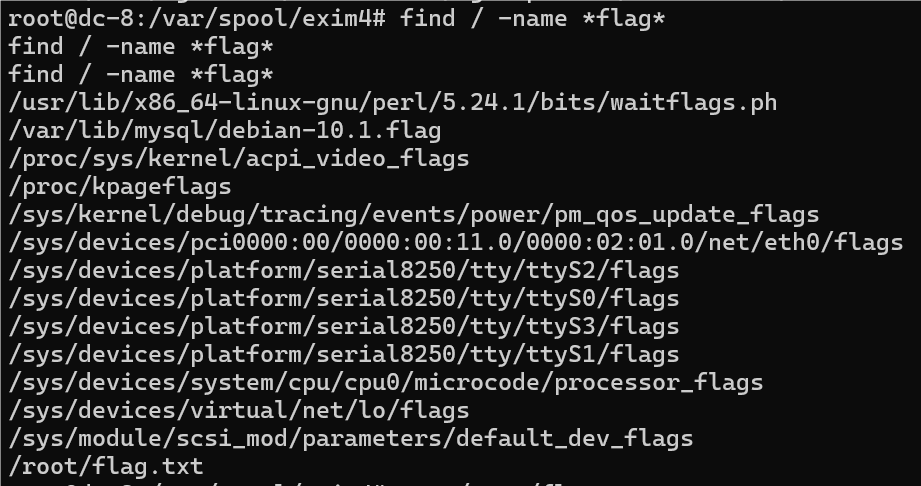 root@dc-8:/var/spool/exim4# find / -name *flag*
find / -name *flag*
find / -name *flag*
/usr/lib/x86_64-linux-gnu/perl/5.24.1/bits/waitflags.ph
/var/lib/mysql/debian-10.1.flag
/proc/sys/kernel/acpi_video_flags
/proc/kpageflags
/sys/kernel/debug/tracing/events/power/pm_qos_update_flags
/sys/devices/pci0000:00/0000:00:11.0/0000:02:01.0/net/eth0/flags
/sys/devices/platform/serial8250/tty/ttyS2/flags
/sys/devices/platform/serial8250/tty/ttyS0/flags
/sys/devices/platform/serial8250/tty/ttyS3/flags
/sys/devices/platform/serial8250/tty/ttyS1/flags
/sys/devices/system/cpu/cpu0/microcode/processor_flags
/sys/devices/virtual/net/lo/flags
/sys/module/scsi_mod/parameters/default_dev_flags
/root/flag.txt